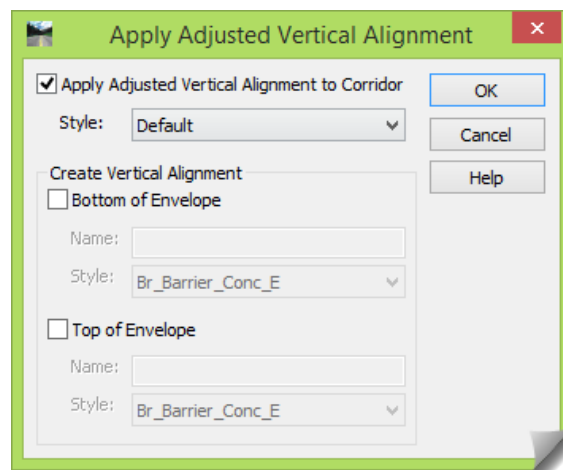 Apply Adjusted Vertical Alignment
Apply Adjusted Vertical Alignment to Corridor
OK
Style: Default
Cancel
Create Vertical Alignment
Help
Bottom of Envelope
Name:
Style: Br_Barrier_Conc_E
Top of Envelope
Name:
Style: Br_Barrier_Conc_E